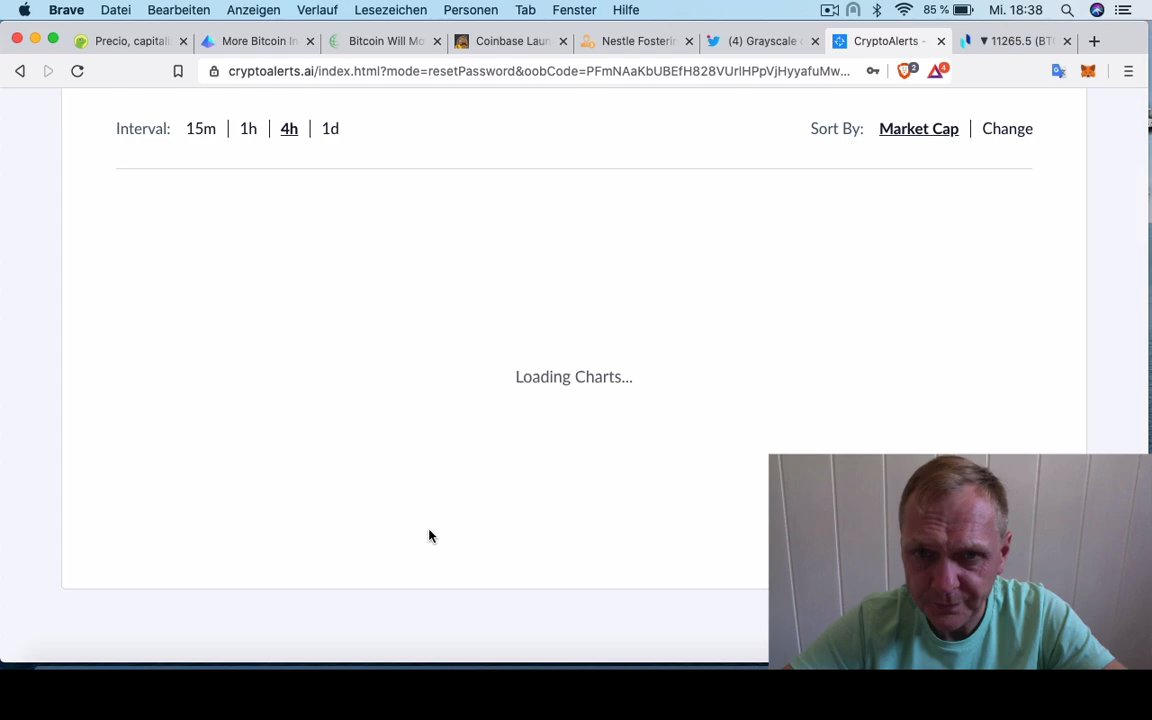 Brave Datei Bearbeiten Anzeigen Verlauf Lesezeichen Personen Tab Fenster Hilfe 85 % Mi. 18:38
Precio, capitali More Bitcoin In Bitcoin Will Mo Coinbase Laun Nestle Fosterin (4) Grayscale CryptoAlerts - ▼ 11265.5 (BT
cryptoalerts.ai/index.html?mode=resetPassword&oobCode=PFmNAaKbUBEfH828VUrlHPpVjHyyafuMw... 2 4
Interval: 15m | 1h | 4h | 1d Sort By: Market Cap | Change
Loading Charts...